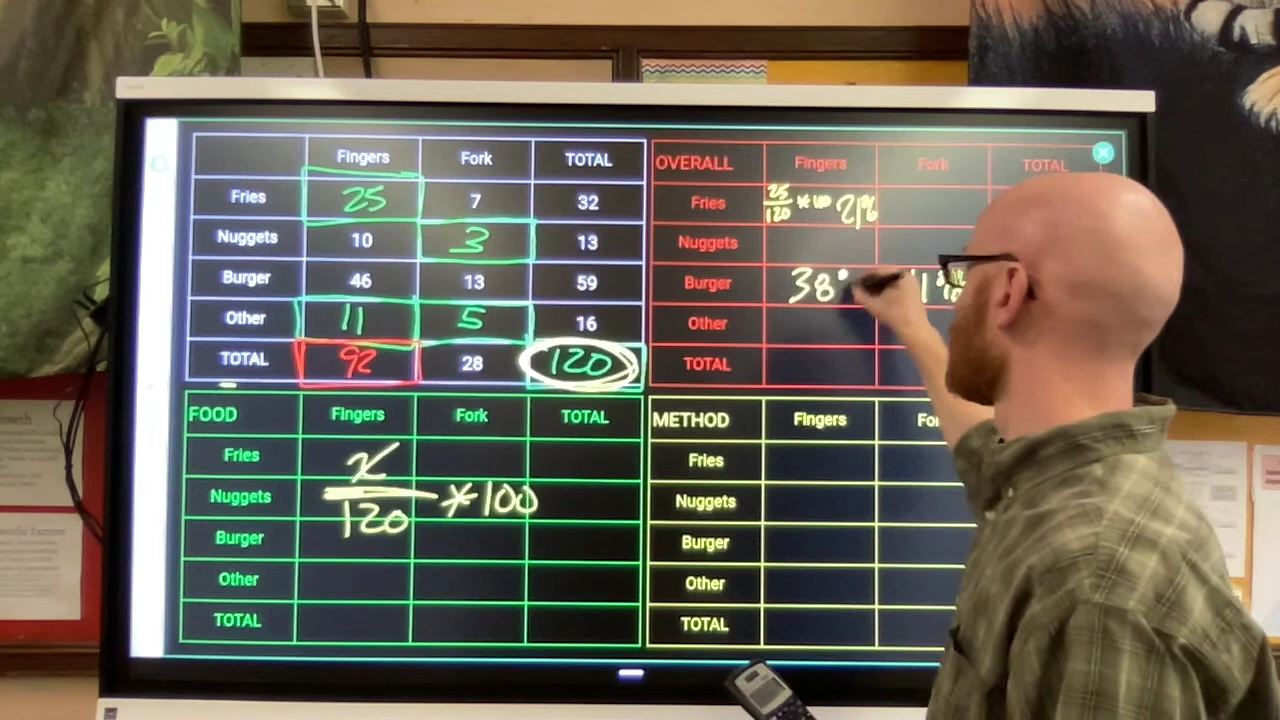 Fingers Fork TOTAL
Fries 25 7 32
Nuggets 10 3 13
Burger 46 13 59
Other 11 5 16
TOTAL 92 28 120
OVERALL Fingers Fork TOTAL
Fries 25/120 * 100 21%
Nuggets
Burger 38
Other
TOTAL
FOOD Fingers Fork TOTAL
Fries
Nuggets
Burger
Other
TOTAL
x/120 * 100
METHOD Fingers
Fries
Nuggets
Burger
Other
TOTAL